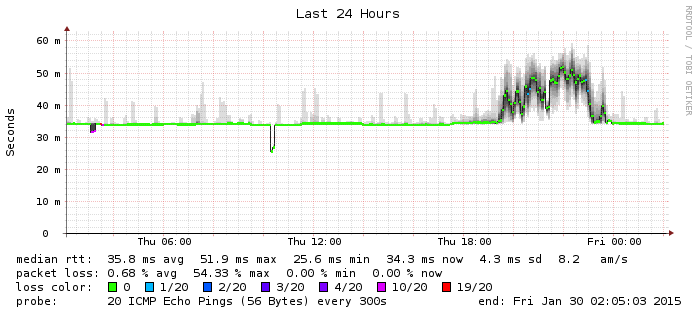 Last 24 Hours
RRDTOOL / TOBI OETIKER
Seconds
60 m
50 m
40 m
30 m
20 m
10 m
0
Thu 06:00 Thu 12:00 Thu 18:00 Fri 00:00
median rtt: 35.8 ms avg 51.9 ms max 25.6 ms min 34.3 ms now 4.3 ms sd 8.2 am/s
packet loss: 0.68 % avg 54.33 % max 0.00 % min 0.00 % now
loss color: 0 1/20 2/20 3/20 4/20 10/20 19/20
probe: 20 ICMP Echo Pings (56 Bytes) every 300s end: Fri Jan 30 02:05:03 2015